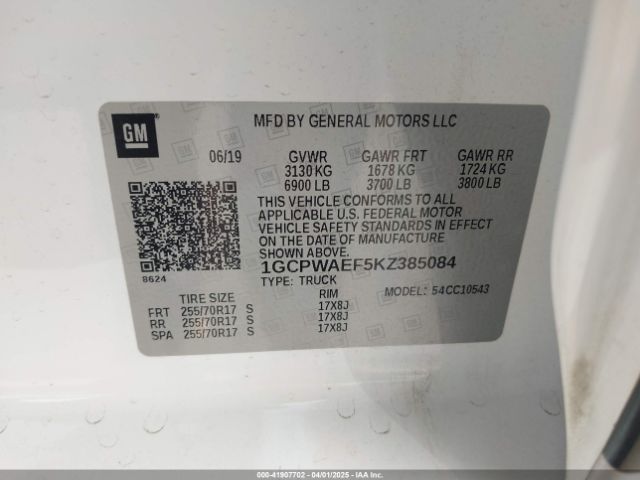 GM
MFD BY GENERAL MOTORS LLC
06/19 GVWR GAWR FRT GAWR RR
3130 KG 1678 KG 1724 KG
6900 LB 3700 LB 3800 LB
THIS VEHICLE CONFORMS TO ALL
APPLICABLE U.S. FEDERAL MOTOR
VEHICLE SAFETY STANDARDS IN EFFECT
ON THE DATE OF MANUFACTURE
SHOWN ABOVE.
1GCPWAEF5KZ385084
8624
TYPE: TRUCK MODEL: 54CC10543
TIRE SIZE RIM
FRT 255/70R17 S 17X8J
RR 255/70R17 S 17X8J
SPA 255/70R17 S 17X8J
000-41907702 - 04/01/2025 - IAA Inc.